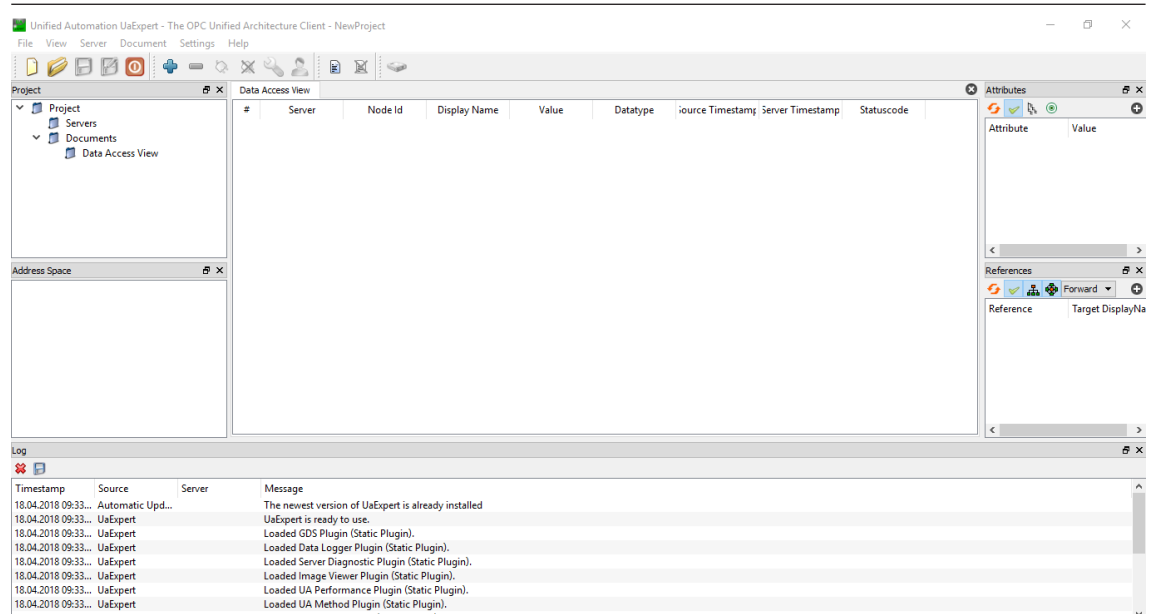 Unified Automation UaExpert - The OPC Unified Architecture Client - NewProject
File View Server Document Settings Help
Project
Project
Servers
Documents
Data Access View
Address Space
Data Access View
# Server Node Id Display Name Value Datatype Source Timestamp Server Timestamp Statuscode
Attributes
Attribute Value
References
Forward
Reference Target DisplayNa
Log
Timestamp Source Server Message
18.04.2018 09:33... Automatic Upd... The newest version of UaExpert is already installed
18.04.2018 09:33... UaExpert UaExpert is ready to use.
18.04.2018 09:33... UaExpert Loaded GDS Plugin (Static Plugin).
18.04.2018 09:33... UaExpert Loaded Data Logger Plugin (Static Plugin).
18.04.2018 09:33... UaExpert Loaded Server Diagnostic Plugin (Static Plugin).
18.04.2018 09:33... UaExpert Loaded Image Viewer Plugin (Static Plugin).
18.04.2018 09:33... UaExpert Loaded UA Performance Plugin (Static Plugin).
18.04.2018 09:33... UaExpert Loaded UA Method Plugin (Static Plugin).